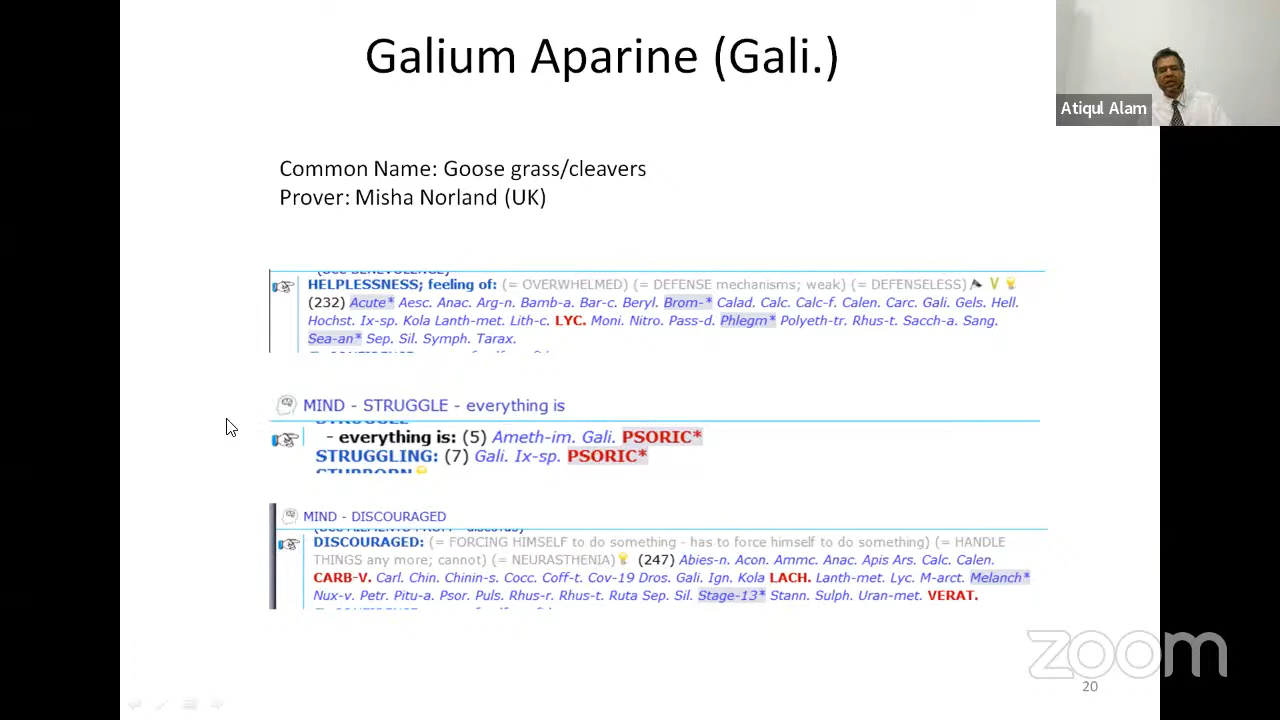 Galium Aparine (Gali.)
Atiqul Alam
Common Name: Goose grass/cleavers
Prover: Misha Norland (UK)
HELPLESSNESS; feeling of: (= OVERWHELMED) (= DEFENSE mechanisms; weak) (= DEFENSELESS)
(232) Acute* Aesc. Anac. Arg-n. Bamb-a. Bar-c. Beryl. Brom-* Calad. Calc. Calc-f. Calen. Carc. Gali. Gels. Hell.
Hochst. Ix-sp. Kola Lanth-met. Lith-c. LYC. Moni. Nitro. Pass-d. Phlegm* Polyeth-tr. Rhus-t. Sacch-a. Sang.
Sea-an* Sep. Sil. Symph. Tarax.
MIND - STRUGGLE - everything is
STRUGGLE
- everything is: (5) Ameth-im. Gali. PSORIC*
STRUGGLING: (7) Gali. Ix-sp. PSORIC*
STUBBORN
MIND - DISCOURAGED
DISCOURAGED: (= FORCING HIMSELF to do something - has to force himself to do something) (= HANDLE
THINGS any more; cannot) (= NEURASTHENIA) (247) Abies-n. Acon. Ammc. Anac. Apis Ars. Calc. Calen.
CARB-V. Carl. Chin. Chinin-s. Cocc. Coff-t. Cov-19 Dros. Gali. Ign. Kola LACH. Lanth-met. Lyc. M-arct. Melanch*
Nux-v. Petr. Pitu-a. Psor. Puls. Rhus-r. Rhus-t. Ruta Sep. Sil. Stage-13* Stann. Sulph. Uran-met. VERAT.
zoom
20